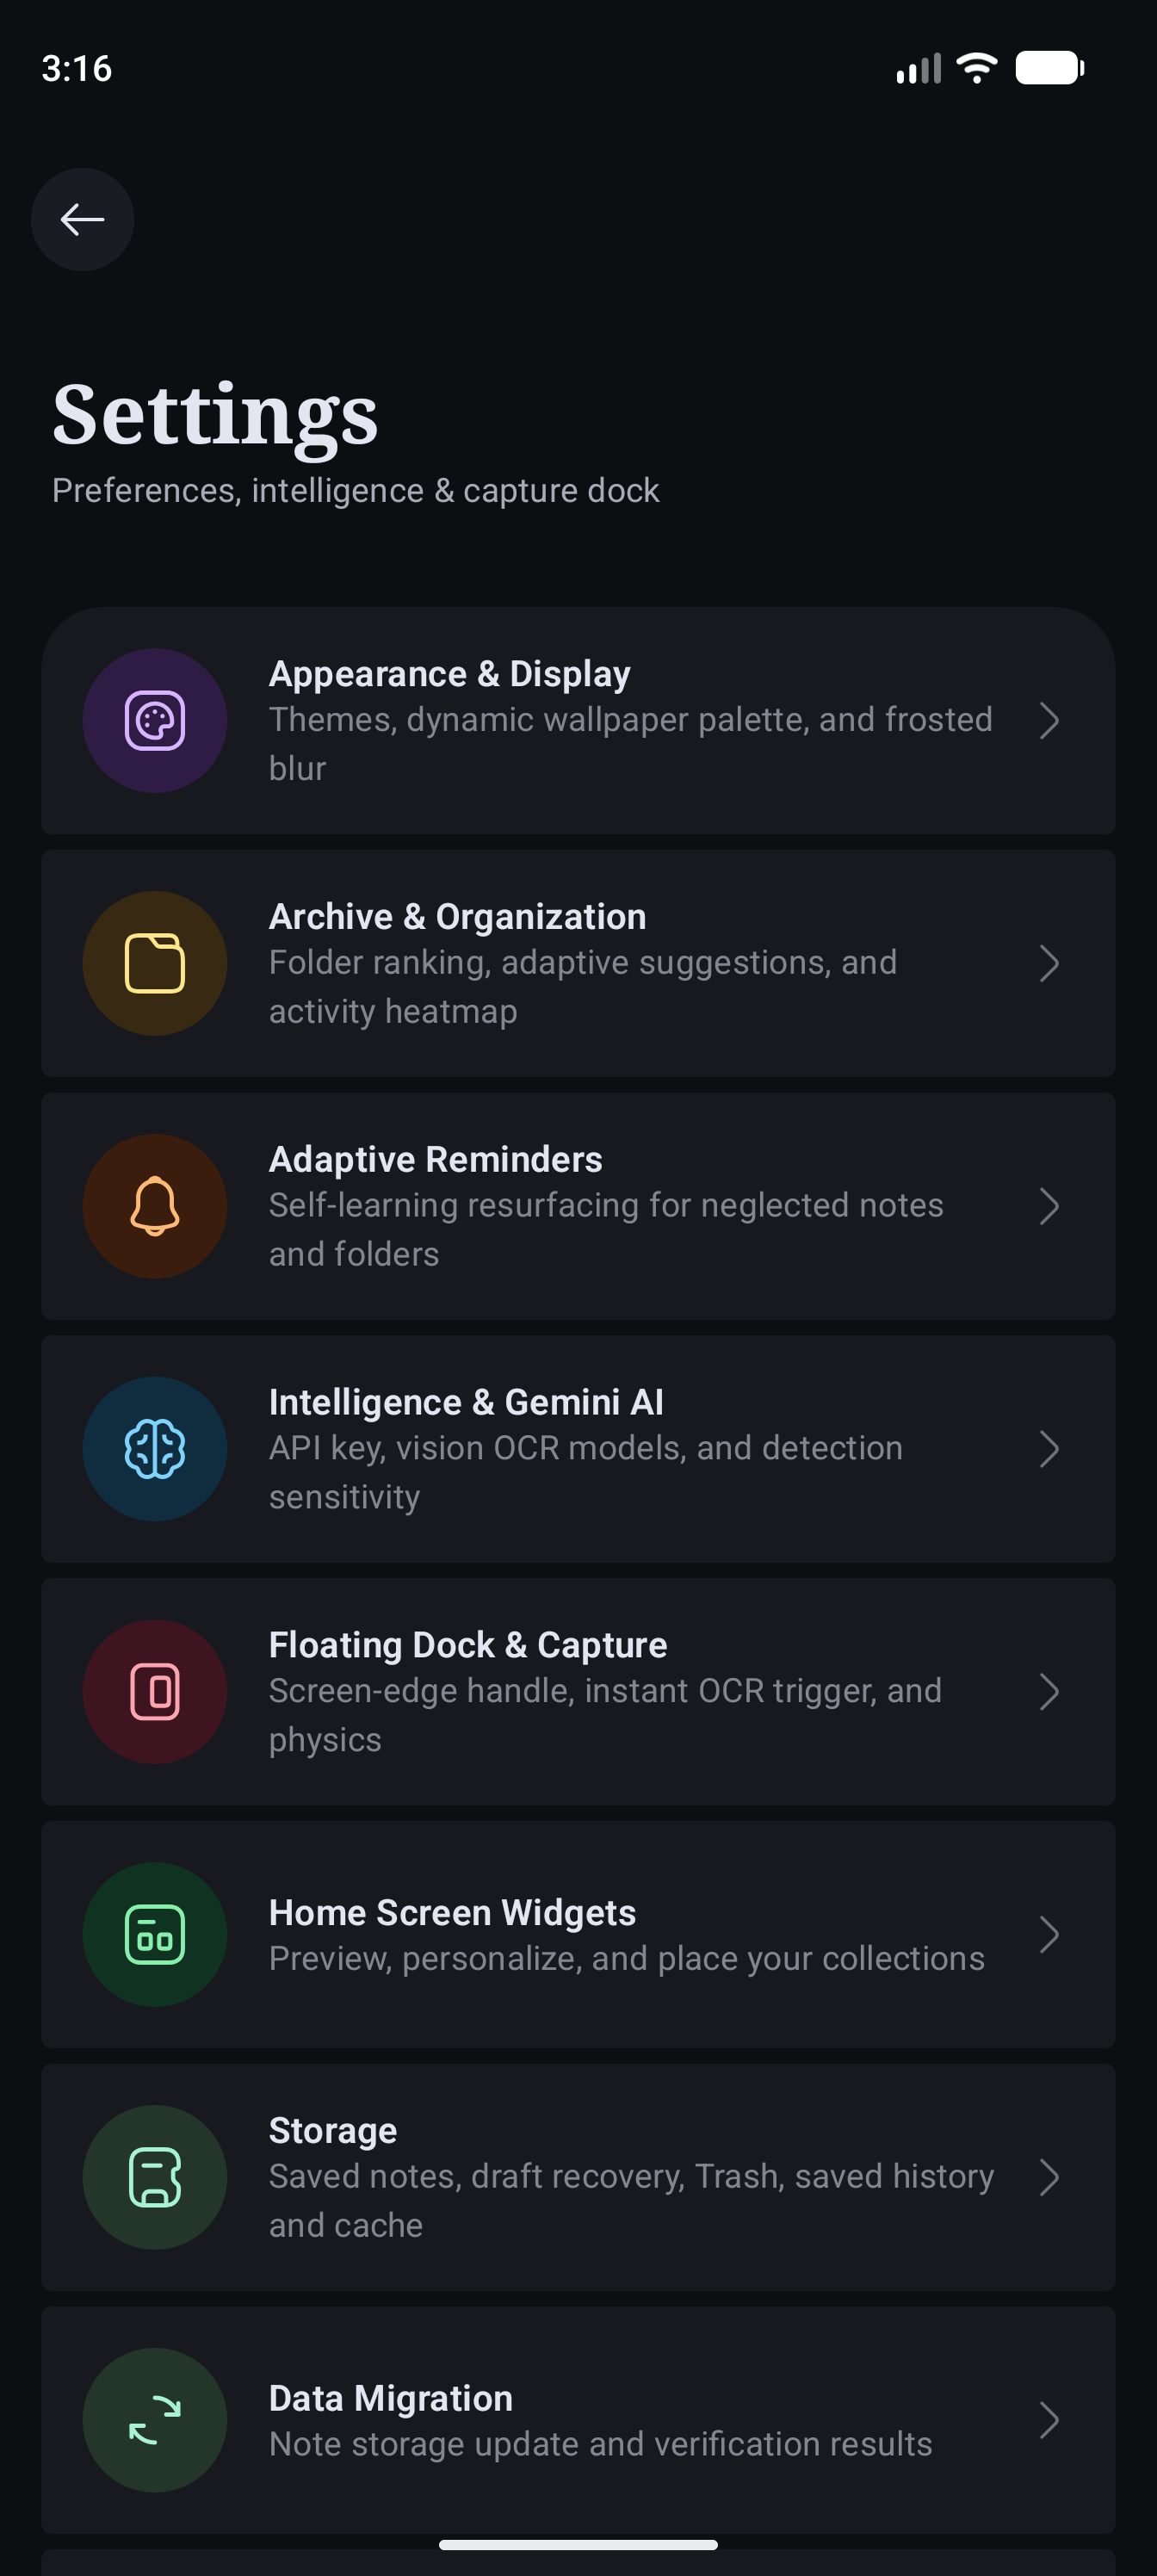 3:16
Settings
Preferences, intelligence & capture dock
Appearance & Display
Themes, dynamic wallpaper palette, and frosted
blur
Archive & Organization
Folder ranking, adaptive suggestions, and
activity heatmap
Adaptive Reminders
Self-learning resurfacing for neglected notes
and folders
Intelligence & Gemini AI
API key, vision OCR models, and detection
sensitivity
Floating Dock & Capture
Screen-edge handle, instant OCR trigger, and
physics
Home Screen Widgets
Preview, personalize, and place your collections
Storage
Saved notes, draft recovery, Trash, saved history
and cache
Data Migration
Note storage update and verification results